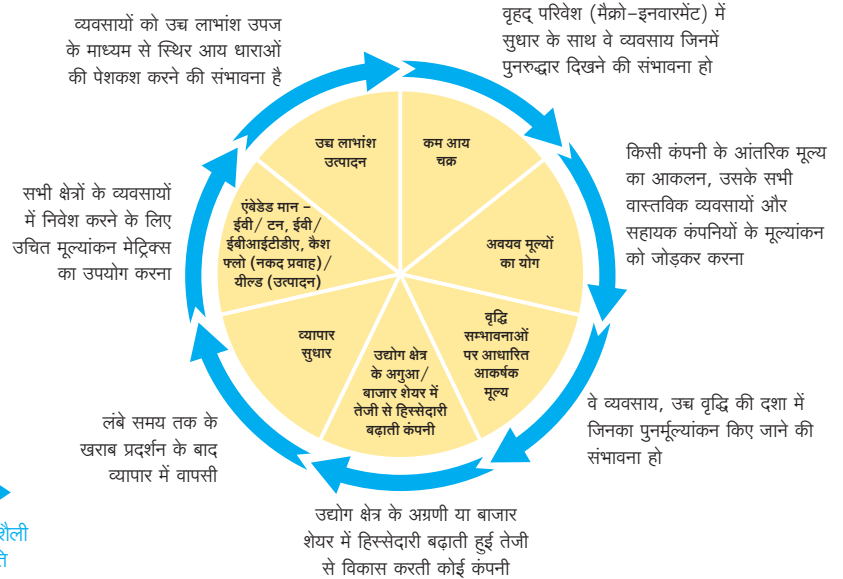 व्यवसायों को उच्च लाभांश उपज
के माध्यम से स्थिर आय धाराओं
की पेशकश करने की संभावना है
वृहद् परिवेश (मैक्रो-इनवारमेंट) में
सुधार के साथ वे व्यवसाय जिनमें
पुनरुद्धार दिखने की संभावना हो
उच्च लाभांश
उत्पादन
कम आय
चक्र
किसी कंपनी के आंतरिक मूल्य
का आकलन, उसके सभी
वास्तविक व्यवसायों और
सहायक कंपनियों के मूल्यांकन
को जोड़कर करना
सभी क्षेत्रों के व्यवसायों
में निवेश करने के लिए
उचित मूल्यांकन मेट्रिक्स
का उपयोग करना
एंबेडेड मान –
ईवी/ टन, ईवी/
ईबीआईटीडीए, कैश
फ्लो (नकद प्रवाह)/
यील्ड (उत्पादन)
अवयव मूल्यों
का योग
व्यापार
सुधार
उद्योग क्षेत्र
के अगुआ/
बाजार शेयर में
तेजी से हिस्सेदारी
बढ़ाती कंपनी
वृद्धि
सम्भावनाओं
पर आधारित
आकर्षक
मूल्य
लंबे समय तक के
खराब प्रदर्शन के बाद
व्यापार में वापसी
वे व्यवसाय, उच्च वृद्धि की दशा में
जिनका पुनर्मूल्यांकन किए जाने की
संभावना हो
उद्योग क्षेत्र के अग्रणी या बाजार
शेयर में हिस्सेदारी बढ़ाती हुई तेजी
से विकास करती कोई कंपनी